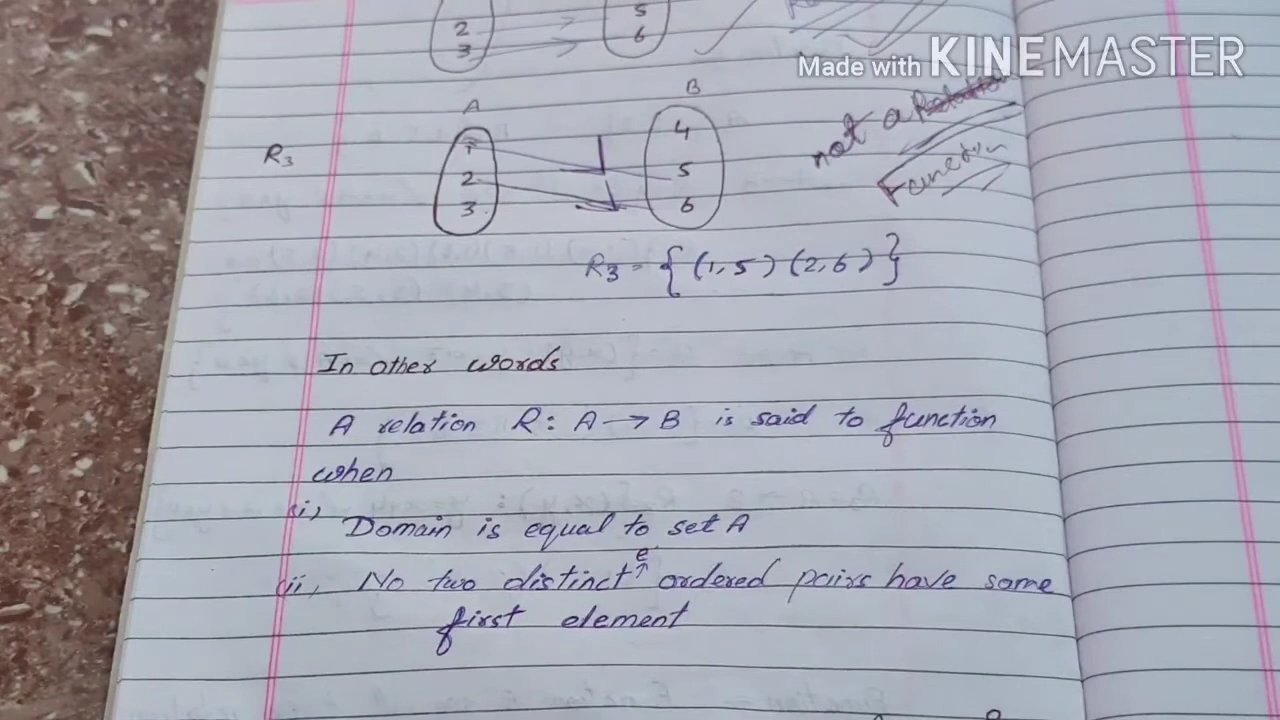 2
3
5
6
Made with KINEMASTER
A
B
R3
1
2
3
4
5
6
not a Relation
Function
R3 = { (1,5) (2,6) }
In other words
A relation R: A → B is said to function
when
(i) Domain is equal to set A
(ii) No two distinct e ordered pairs have same
first element